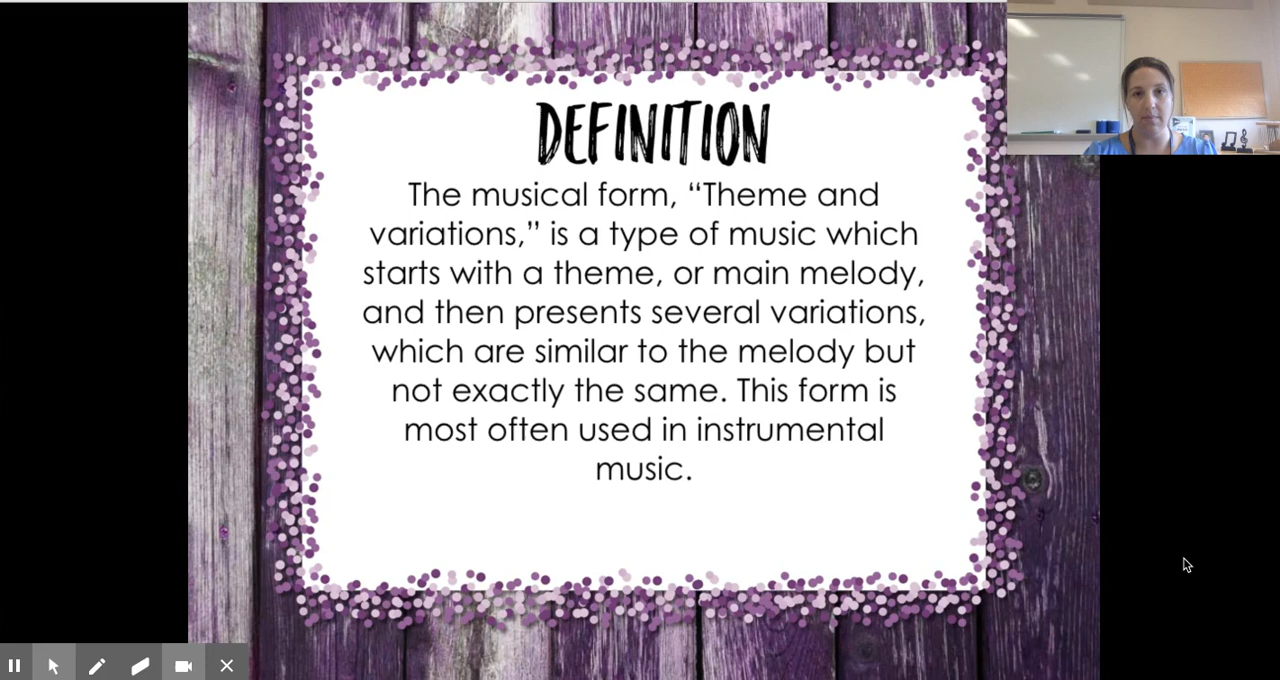 DEFINITION
The musical form, “Theme and
variations,” is a type of music which
starts with a theme, or main melody,
and then presents several variations,
which are similar to the melody but
not exactly the same. This form is
most often used in instrumental
music.